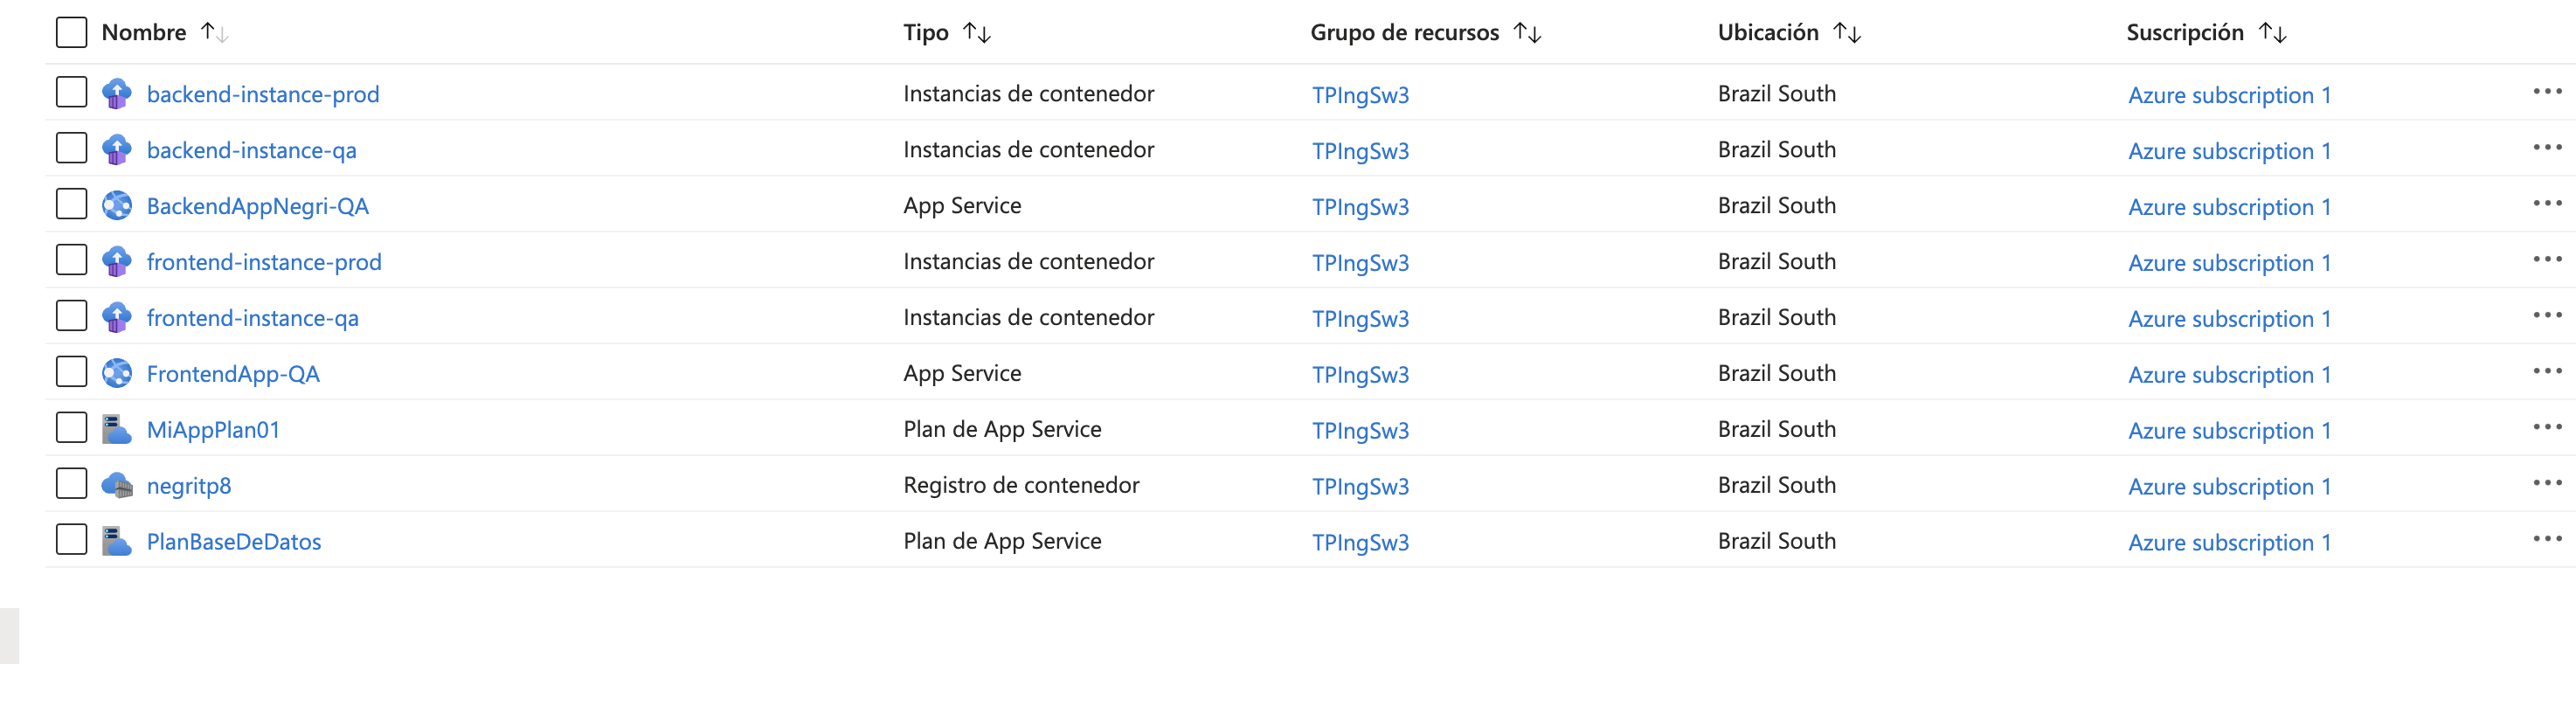 Nombre Tipo Grupo de recursos Ubicación Suscripción
backend-instance-prod Instancias de contenedor TPIngSw3 Brazil South Azure subscription 1
backend-instance-qa Instancias de contenedor TPIngSw3 Brazil South Azure subscription 1
BackendAppNegri-QA App Service TPIngSw3 Brazil South Azure subscription 1
frontend-instance-prod Instancias de contenedor TPIngSw3 Brazil South Azure subscription 1
frontend-instance-qa Instancias de contenedor TPIngSw3 Brazil South Azure subscription 1
FrontendApp-QA App Service TPIngSw3 Brazil South Azure subscription 1
MiAppPlan01 Plan de App Service TPIngSw3 Brazil South Azure subscription 1
negritp8 Registro de contenedor TPIngSw3 Brazil South Azure subscription 1
PlanBaseDeDatos Plan de App Service TPIngSw3 Brazil South Azure subscription 1